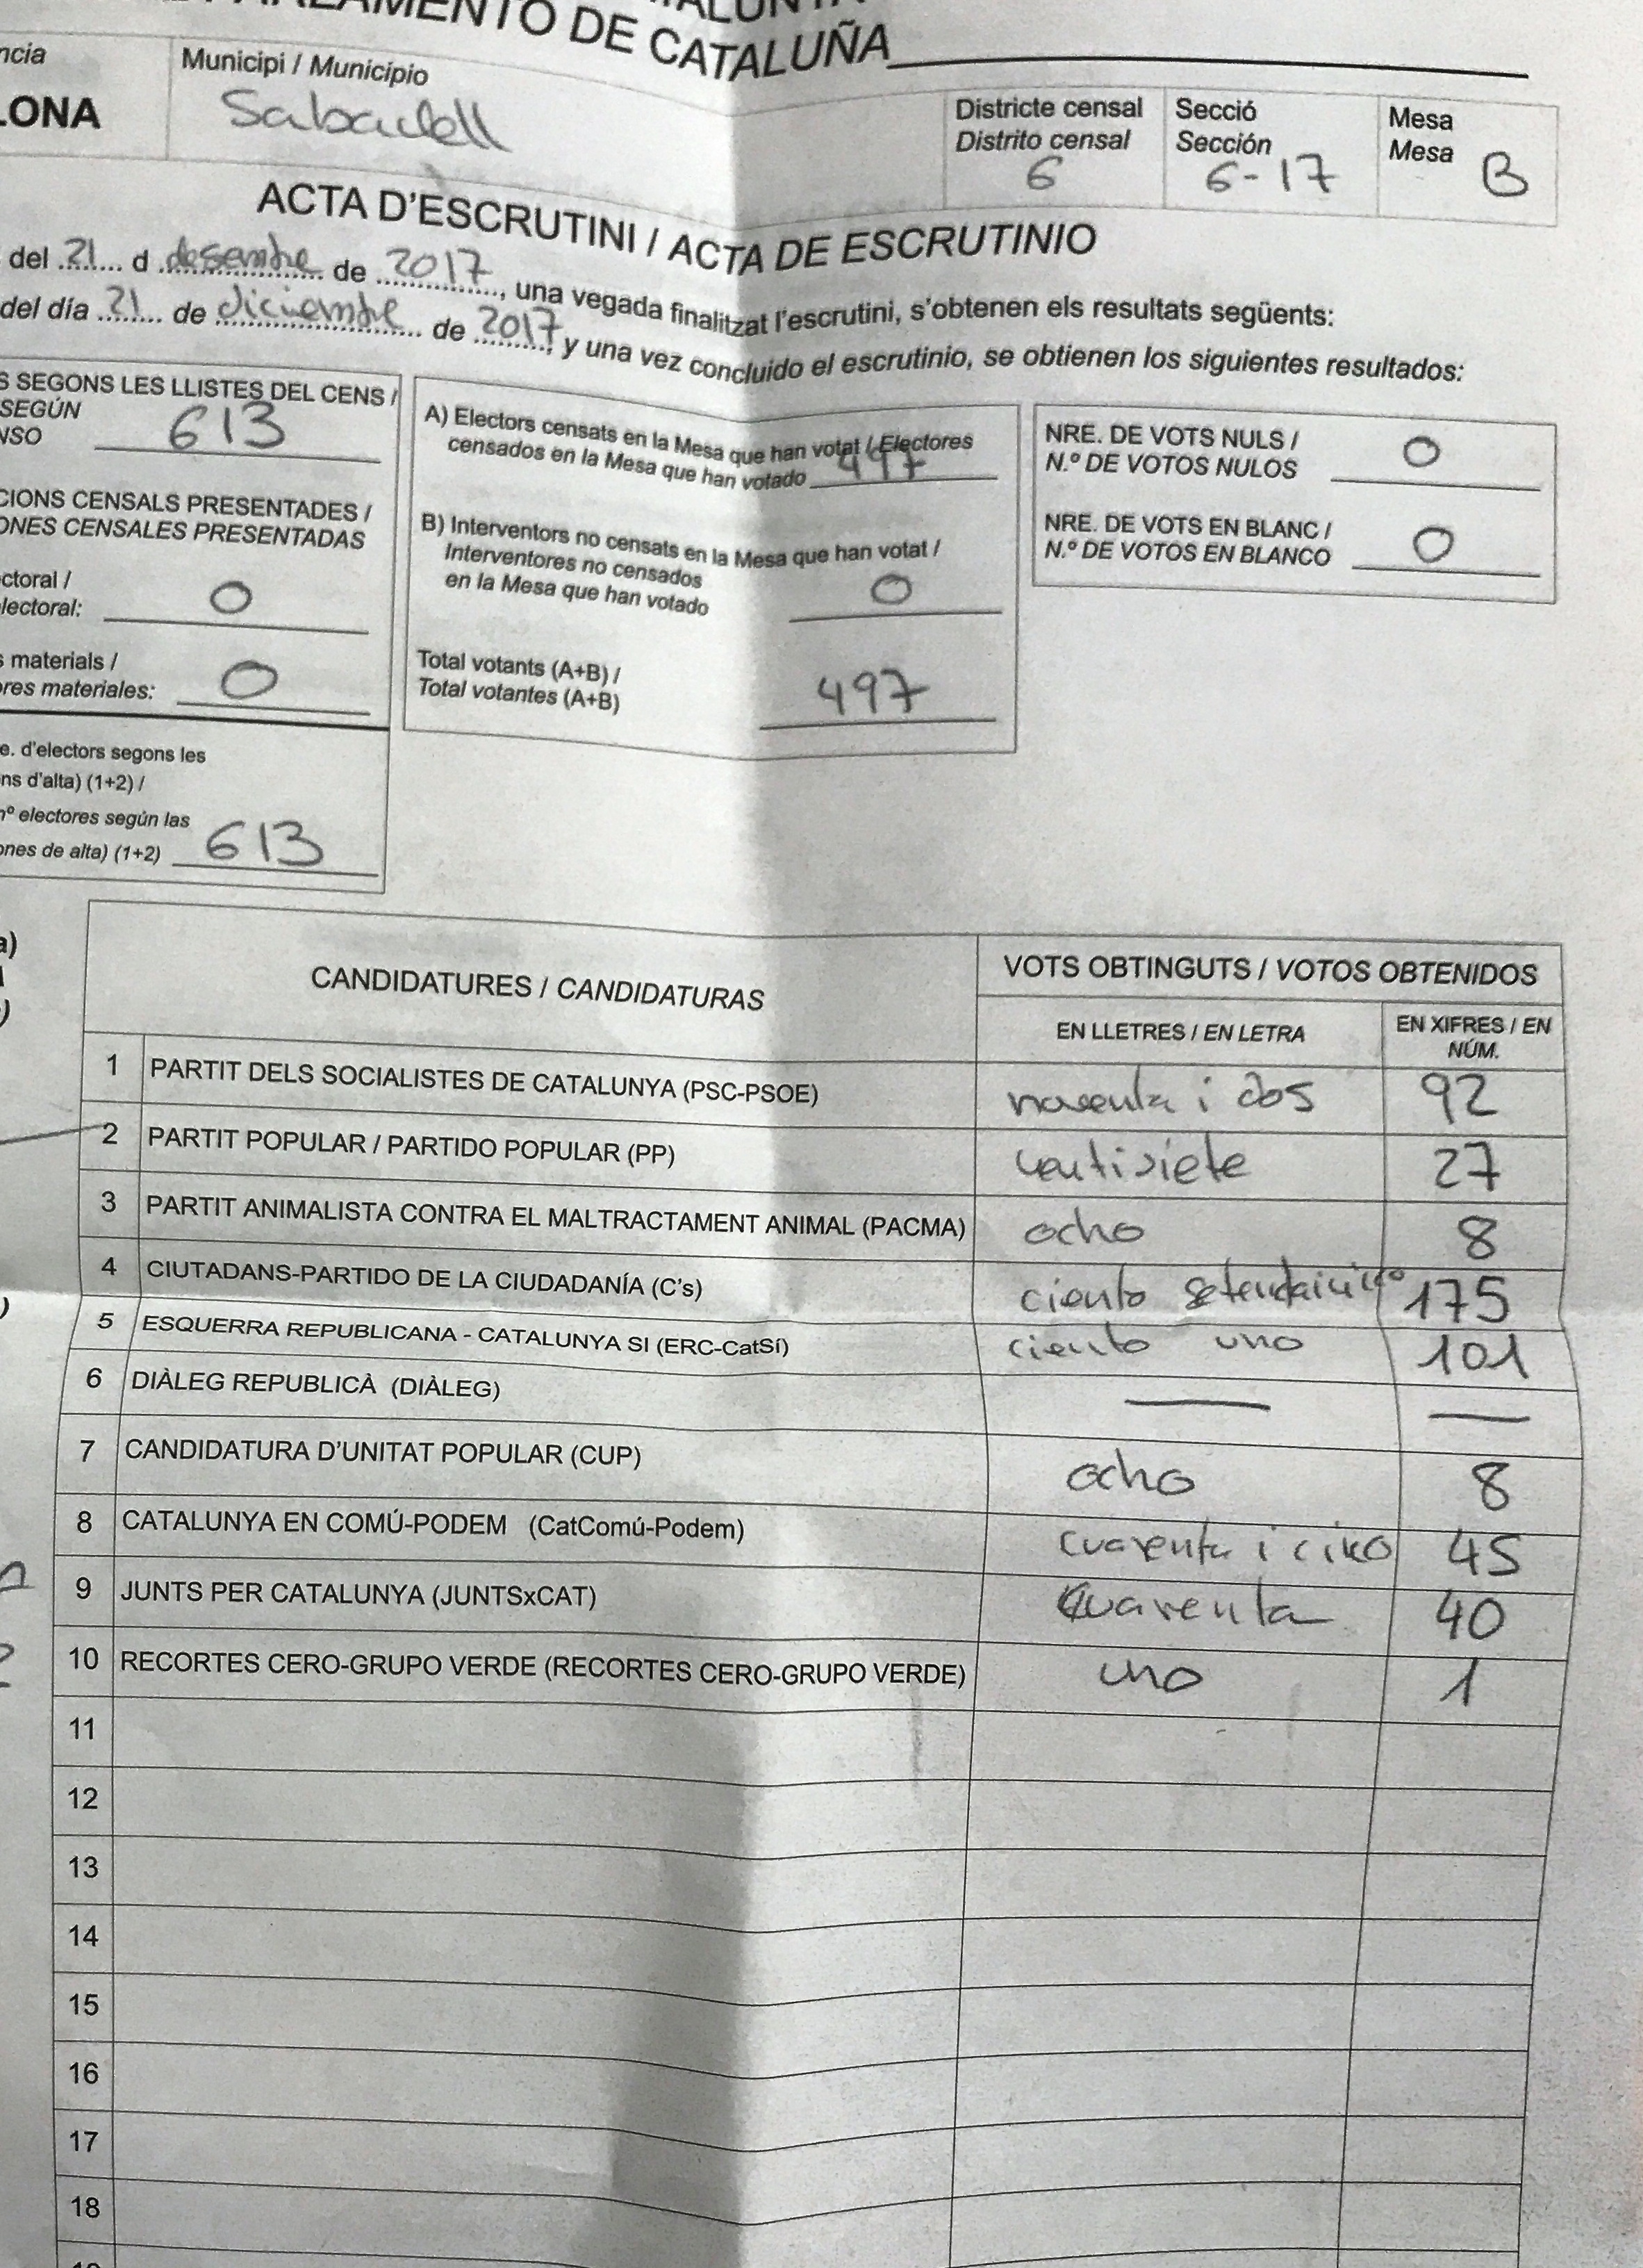 PARLAMENTO DE CATALUÑA
Municipi / Municipio
LONA
Sabadell
Districte censal
Distrito censal
6
Secció
Sección
6-17
Mesa
Mesa
B
ACTA D'ESCRUTINI / ACTA DE ESCRUTINIO
del 21 d desembre de 2017, una vegada finalitzat l'escrutini, s'obtenen els resultats següents:
del día 21 de diciembre de 2017, y una vez concluido el escrutinio, se obtienen los siguientes resultados:
SEGONS LES LLISTES DEL CENS /
SEGÚN
613
A) Electors censats en la Mesa que han votat / Electores
censados en la Mesa que han votado 497
NRE. DE VOTS NULS /
N.º DE VOTOS NULOS 0
CIONS CENSALS PRESENTADES /
ONES CENSALES PRESENTADAS
B) Interventors no censats en la Mesa que han votat /
Interventores no censados
en la Mesa que han votado 0
NRE. DE VOTS EN BLANC /
N.º DE VOTOS EN BLANCO 0
ctoral /
lectoral: 0
materials /
ores materiales: 0
Total votants (A+B) /
Total votantes (A+B) 497
e. d'electors segons les
ns d'alta) (1+2) /
nº electores según las
ones de alta) (1+2) 613
CANDIDATURES / CANDIDATURAS
VOTS OBTINGUTS / VOTOS OBTENIDOS
EN LLETRES / EN LETRA
EN XIFRES / EN
NÚM.
1 PARTIT DELS SOCIALISTES DE CATALUNYA (PSC-PSOE) noventa i dos 92
2 PARTIT POPULAR / PARTIDO POPULAR (PP) ventisiete 27
3 PARTIT ANIMALISTA CONTRA EL MALTRACTAMENT ANIMAL (PACMA) ocho 8
4 CIUTADANS-PARTIDO DE LA CIUDADANÍA (C's) ciento 175
5 ESQUERRA REPUBLICANA - CATALUNYA SI (ERC-CatSí) ciento uno 101
6 DIÀLEG REPUBLICÀ (DIÀLEG) — —
7 CANDIDATURA D'UNITAT POPULAR (CUP) ocho 8
8 CATALUNYA EN COMÚ-PODEM (CatComú-Podem) cuarenta i cinco 45
9 JUNTS PER CATALUNYA (JUNTSxCAT) cuarenta 40
10 RECORTES CERO-GRUPO VERDE (RECORTES CERO-GRUPO VERDE) uno 1
11
12
13
14
15
16
17
18